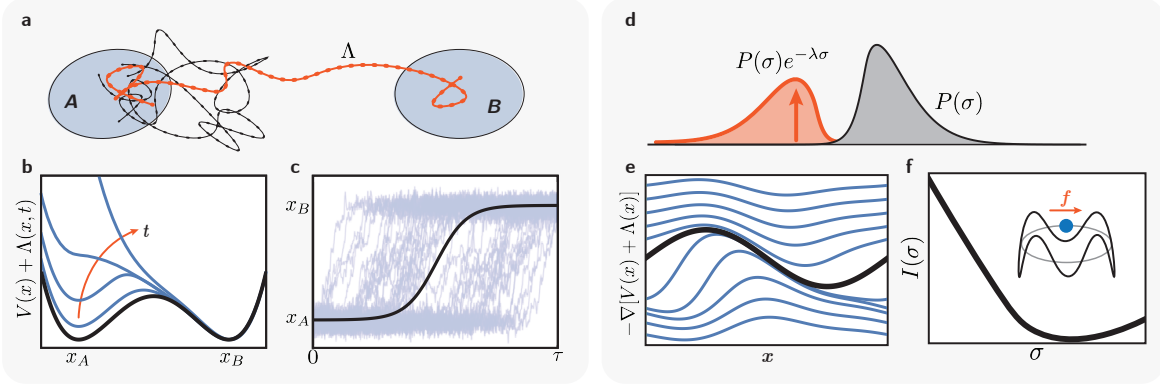 a
Λ
A
B
b
V(x) + Λ(x, t)
t
x_A
x_B
c
x_B
x_A
0
τ
d
P(σ)e^{−λσ}
P(σ)
e
−∇[V(x) + Λ(x)]
x
f
I(σ)
f
σ